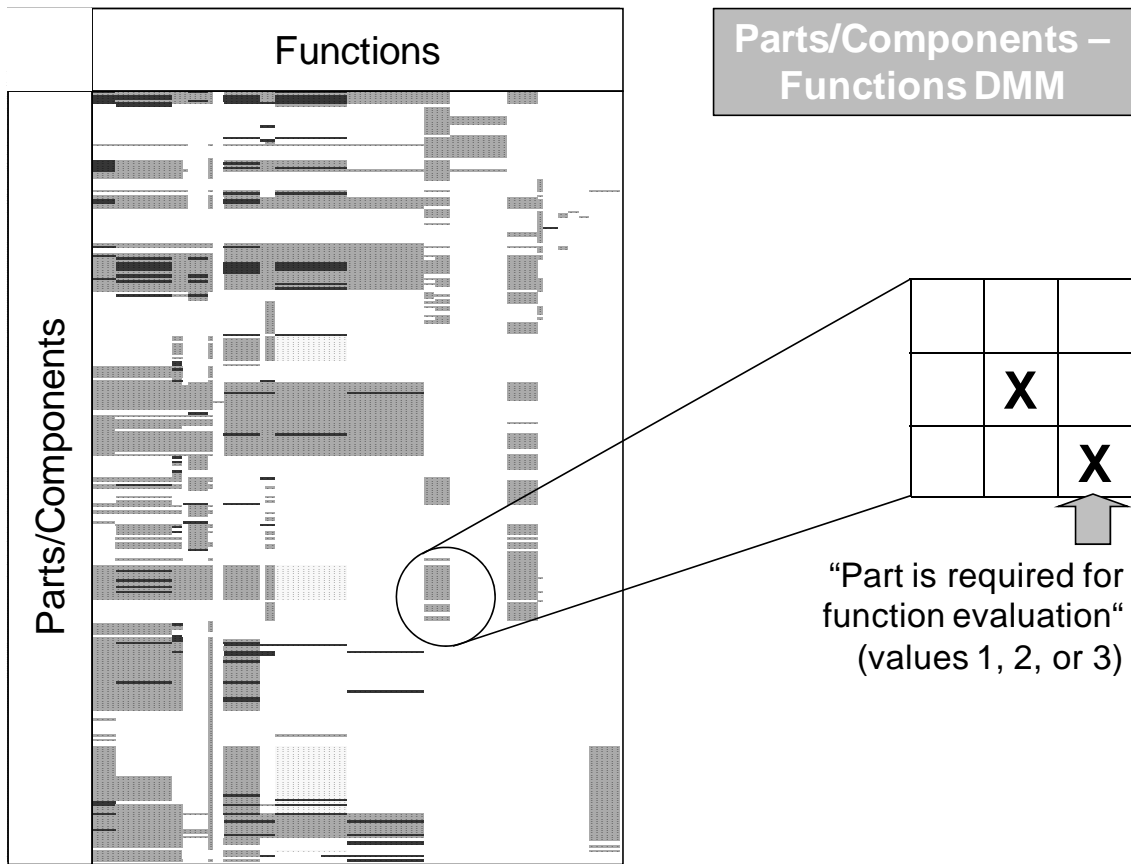 Functions
Parts/Components –
Functions DMM
Parts/Components
X
X
“Part is required for
function evaluation“
(values 1, 2, or 3)